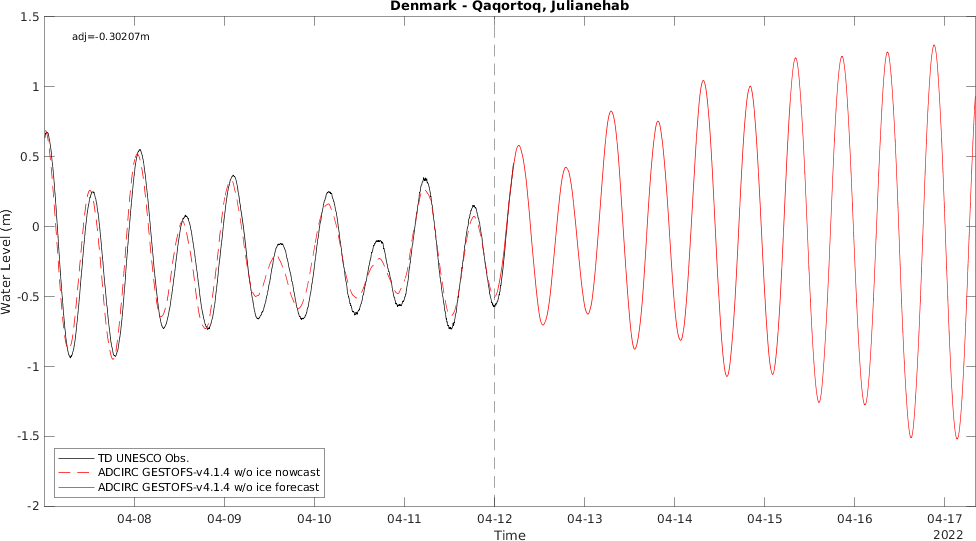 Denmark - Qaqortoq, Julianehab
adj=-0.30207m
1.5
1
0.5
0
-0.5
-1
-1.5
-2
Water Level (m)
TD UNESCO Obs.
ADCIRC GESTOFS-v4.1.4 w/o ice nowcast
ADCIRC GESTOFS-v4.1.4 w/o ice forecast
04-08 04-09 04-10 04-11 04-12 04-13 04-14 04-15 04-16 04-17
Time
2022